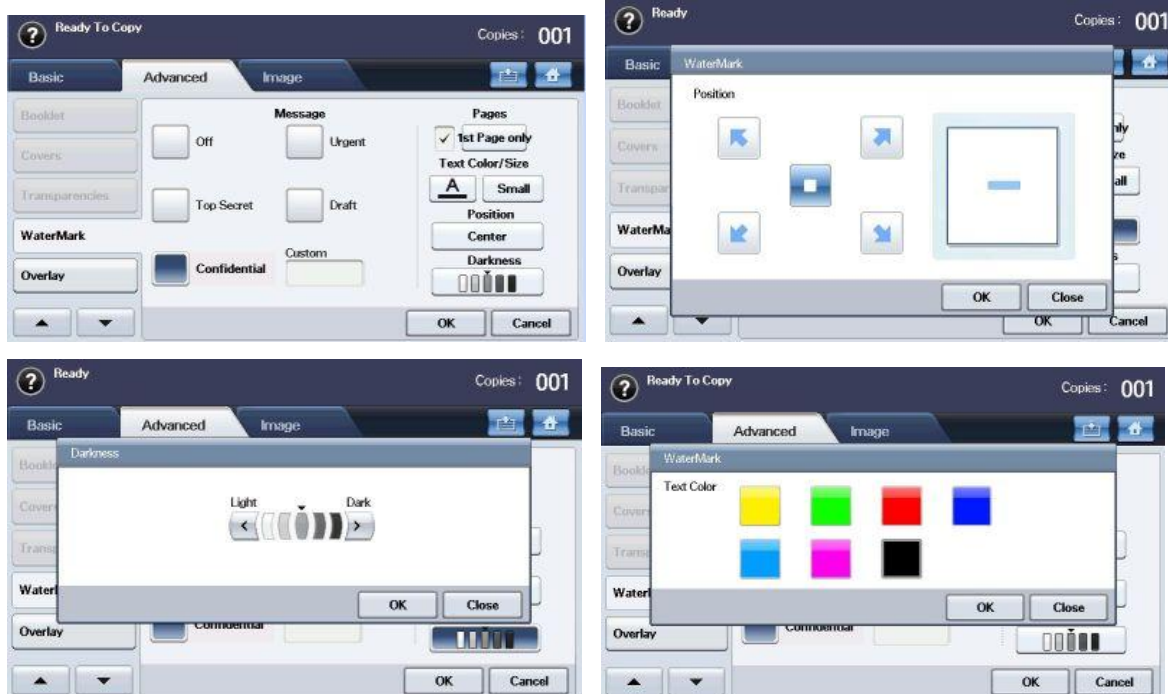 Ready To Copy
Copies : 001
Basic
Advanced
Image
Booklet
Covers
Transparencies
WaterMark
Overlay
Message
Off
Urgent
Top Secret
Draft
Confidential
Custom
Pages
1st Page only
Text Color/Size
A
Small
Position
Center
Darkness
OK
Cancel
Ready
Copies : 001
Basic
WaterMark
Position
Booklet
Covers
Transpar
WaterMa
Overlay
OK
Close
OK
Cancel
Ready
Copies : 001
Basic
Advanced
Image
Darkness
Light
Dark
OK
Close
Overlay
Confidential
OK
Cancel
Ready To Copy
Copies : 001
Basic
Advanced
Image
WaterMark
Text Color
OK
Close
Overlay
Confidential
OK
Cancel